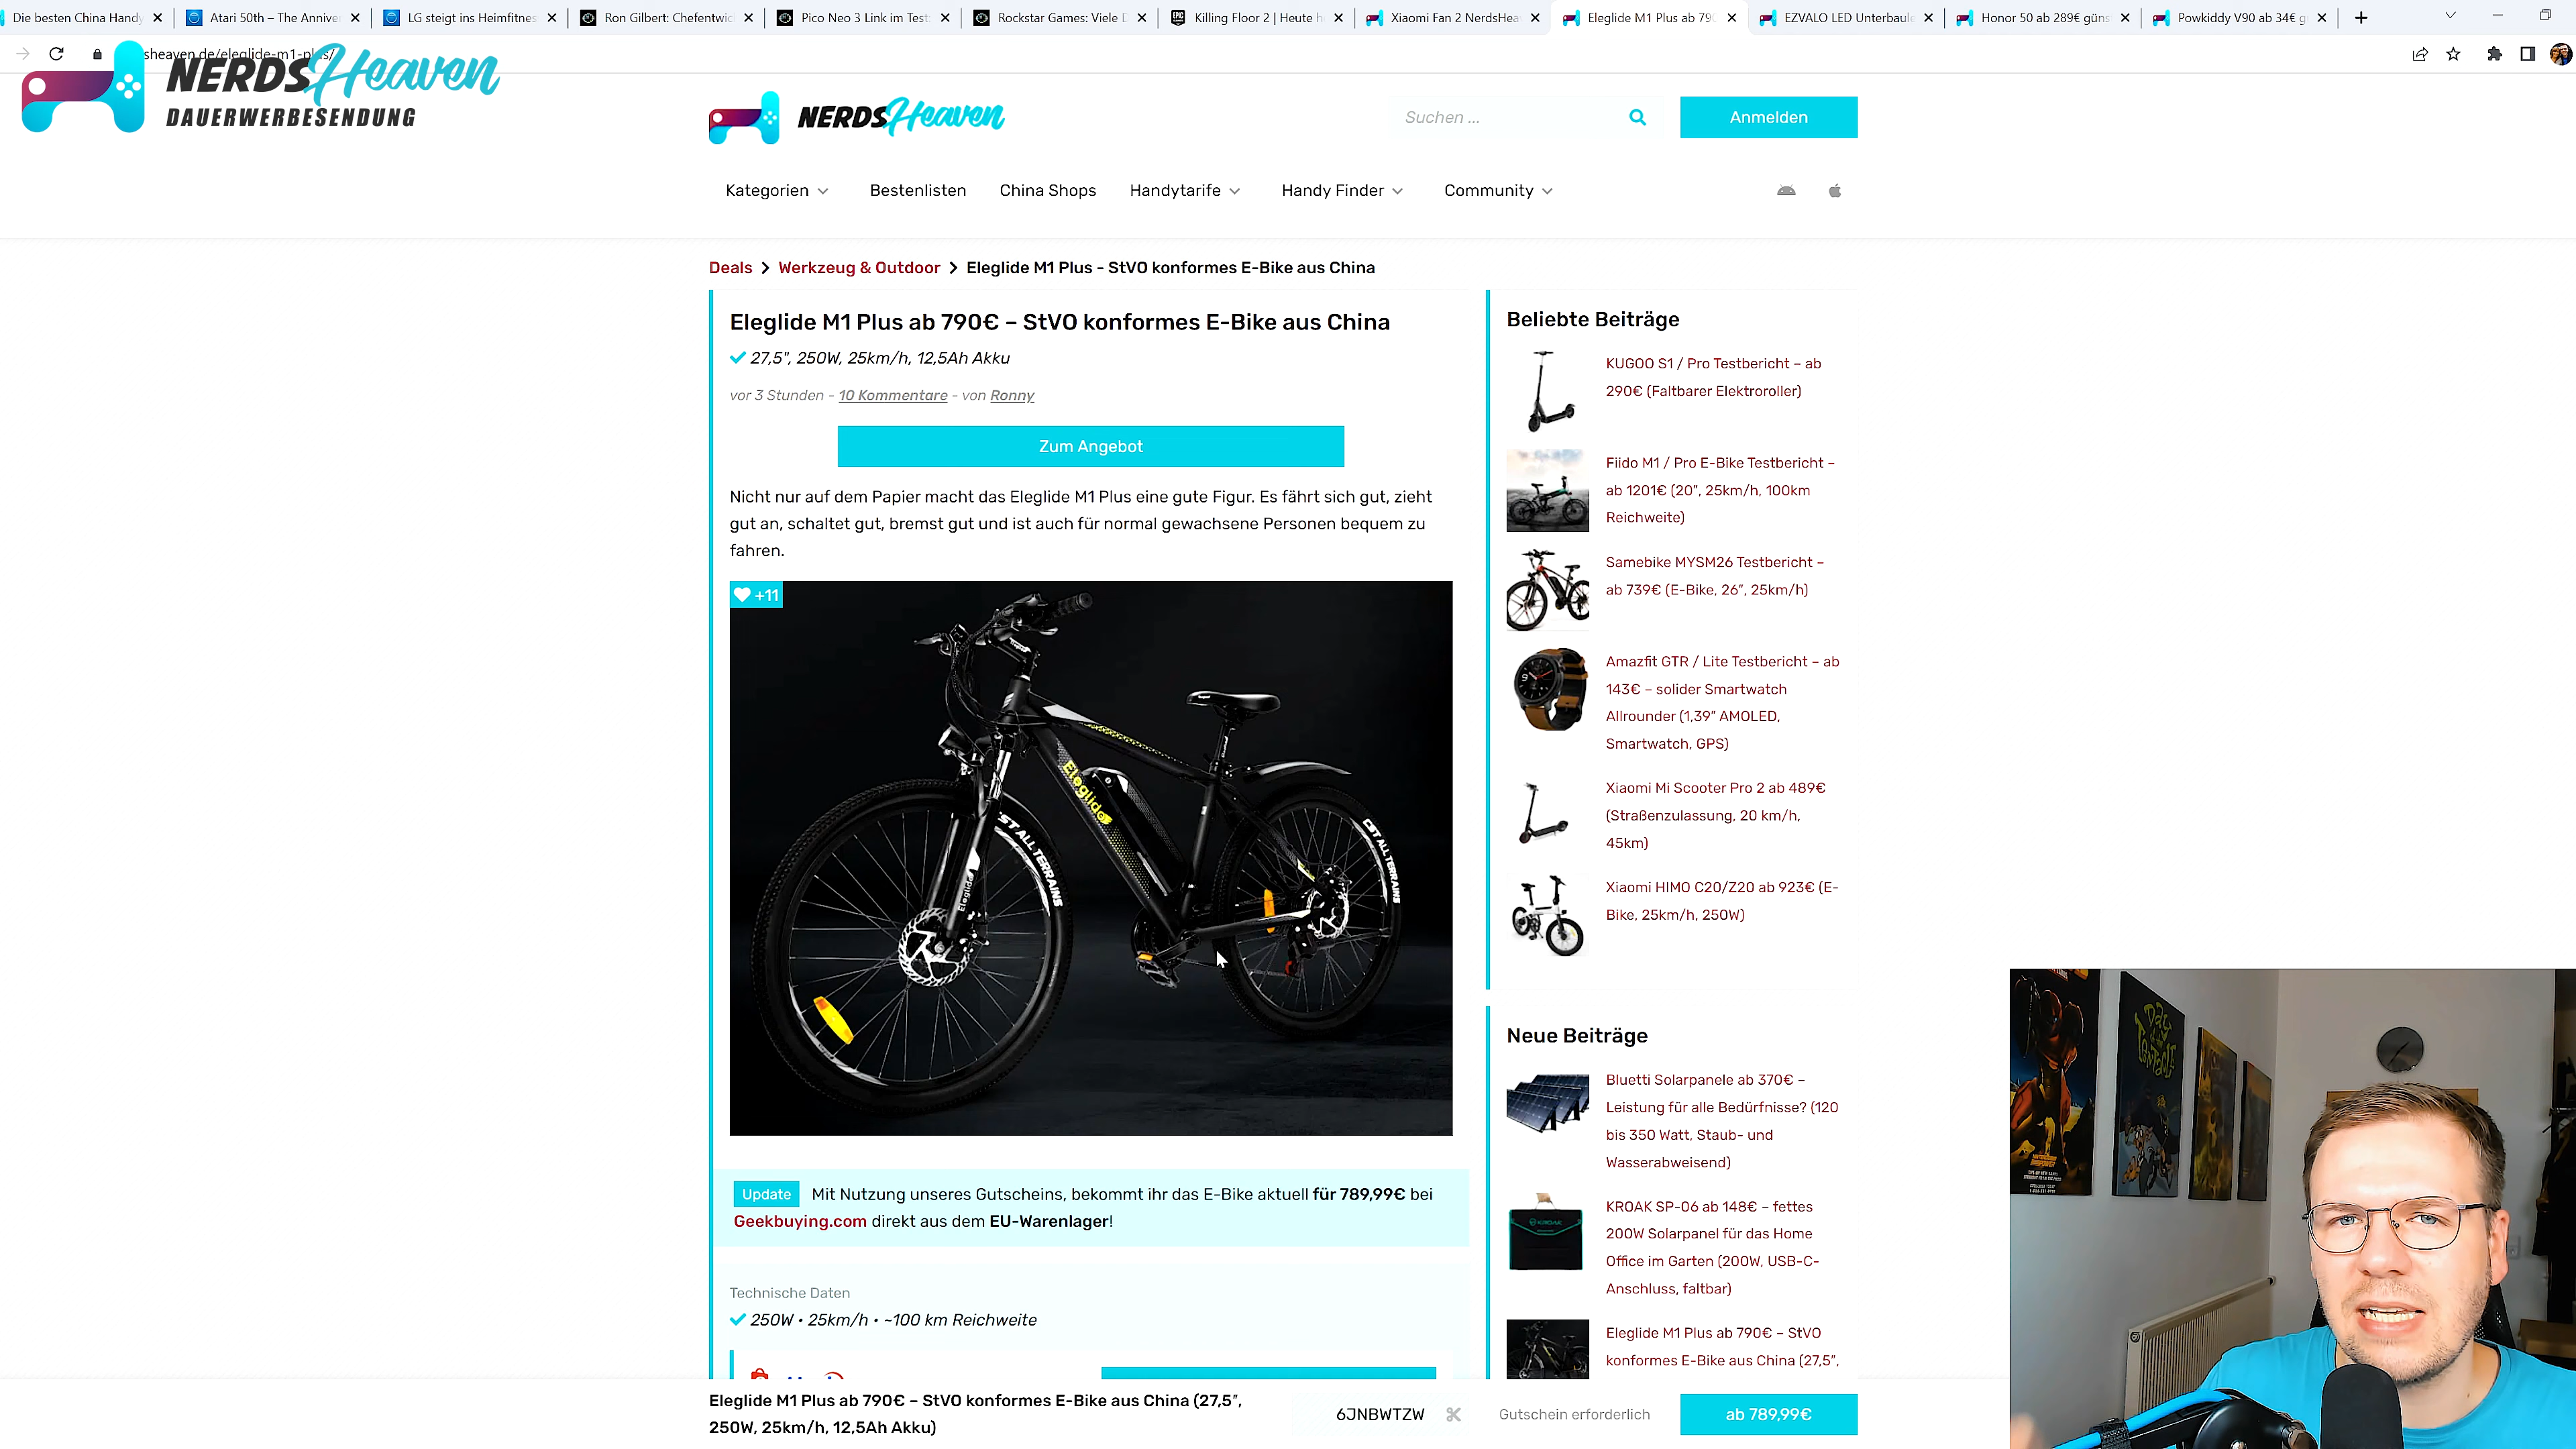 Die besten China Handy
Atari 50th – The Anniver
LG steigt ins Heimfitnes
Ron Gilbert: Chefentwic
Pico Neo 3 Link im Test:
Rockstar Games: Viele D
Killing Floor 2 | Heute h
Xiaomi Fan 2 NerdsHea
Eleglide M1 Plus ab 790
EZVALO LED Unterbaule
Honor 50 ab 289€ güns
Powkiddy V90 ab 34€ g
sheaven.de/eleglide-m1-plus/
NERDSHeaven
DAUERWERBESENDUNG
NERDSHeaven
Suchen ...
Anmelden
Kategorien
Bestenlisten
China Shops
Handytarife
Handy Finder
Community
Deals > Werkzeug & Outdoor > Eleglide M1 Plus - StVO konformes E-Bike aus China
Eleglide M1 Plus ab 790€ – StVO konformes E-Bike aus China
27,5", 250W, 25km/h, 12,5Ah Akku
vor 3 Stunden - 10 Kommentare - von Ronny
Zum Angebot
Nicht nur auf dem Papier macht das Eleglide M1 Plus eine gute Figur. Es fährt sich gut, zieht
gut an, schaltet gut, bremst gut und ist auch für normal gewachsene Personen bequem zu
fahren.
+11
Eleglide
CST ALL TERRAINS
CST ALL TERRAINS
Eleglide
Update Mit Nutzung unseres Gutscheins, bekommt ihr das E-Bike aktuell für 789,99€ bei
Geekbuying.com direkt aus dem EU-Warenlager!
Technische Daten
250W • 25km/h • ~100 km Reichweite
Eleglide M1 Plus ab 790€ – StVO konformes E-Bike aus China (27,5",
250W, 25km/h, 12,5Ah Akku)
6JNBWTZW
Gutschein erforderlich
ab 789,99€
Beliebte Beiträge
KUGOO S1 / Pro Testbericht – ab
290€ (Faltbarer Elektroroller)
Fiido M1 / Pro E-Bike Testbericht –
ab 1201€ (20", 25km/h, 100km
Reichweite)
Samebike MYSM26 Testbericht –
ab 739€ (E-Bike, 26", 25km/h)
Amazfit GTR / Lite Testbericht – ab
143€ – solider Smartwatch
Allrounder (1,39" AMOLED,
Smartwatch, GPS)
Xiaomi Mi Scooter Pro 2 ab 489€
(Straßenzulassung, 20 km/h,
45km)
Xiaomi HIMO C20/Z20 ab 923€ (E-
Bike, 25km/h, 250W)
Neue Beiträge
Bluetti Solarpanele ab 370€ –
Leistung für alle Bedürfnisse? (120
bis 350 Watt, Staub- und
Wasserabweisend)
KROAK SP-06 ab 148€ – fettes
200W Solarpanel für das Home
Office im Garten (200W, USB-C-
Anschluss, faltbar)
Eleglide M1 Plus ab 790€ – StVO
konformes E-Bike aus China (27,5",